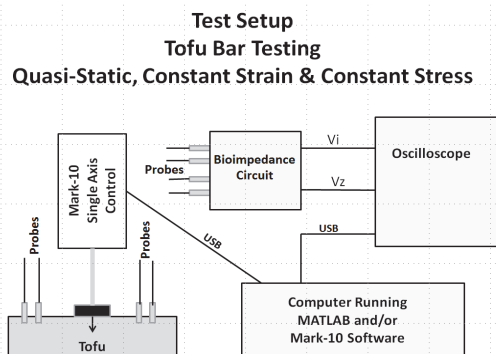 Test Setup
Tofu Bar Testing
Quasi-Static, Constant Strain & Constant Stress
Mark-10
Single Axis
Control
Probes
Bioimpedance
Circuit
Vi
Vz
Oscilloscope
USB
USB
Probes
Probes
Computer Running
MATLAB and/or
Mark-10 Software
Tofu